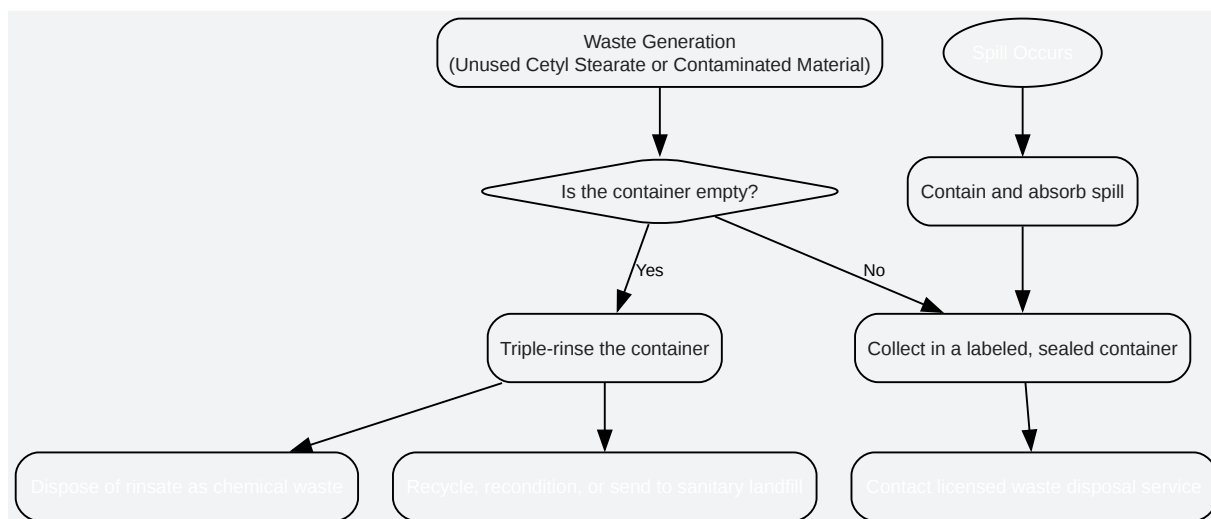 Waste Generation
(Unused Cetyl Stearate or Contaminated Material)
Spill Occurs
Is the container empty?
Contain and absorb spill
Yes
No
Triple-rinse the container
Collect in a labeled, sealed container
Dispose of rinsate as chemical waste
Recycle, recondition, or send to sanitary landfill
Contact licensed waste disposal service